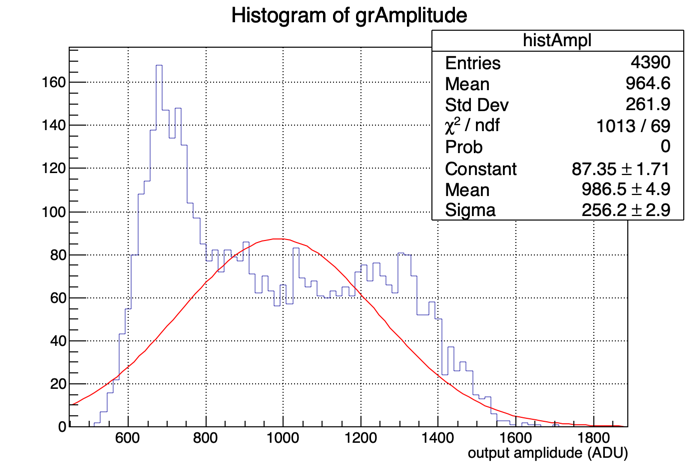 Histogram of grAmplitude
histAmpl
Entries 4390
Mean 964.6
Std Dev 261.9
χ² / ndf 1013 / 69
Prob 0
Constant 87.35 ± 1.71
Mean 986.5 ± 4.9
Sigma 256.2 ± 2.9
160
140
120
100
80
60
40
20
0
600 800 1000 1200 1400 1600 1800
output amplidude (ADU)